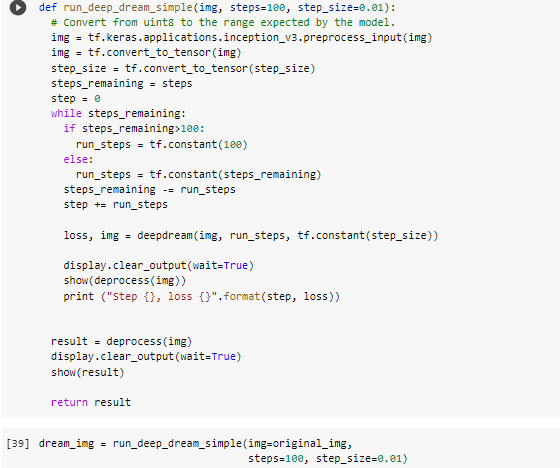 def run_deep_dream_simple(img, steps=100, step_size=0.01):
  # Convert from uint8 to the range expected by the model.
  img = tf.keras.applications.inception_v3.preprocess_input(img)
  img = tf.convert_to_tensor(img)
  step_size = tf.convert_to_tensor(step_size)
  steps_remaining = steps
  step = 0
  while steps_remaining:
    if steps_remaining>100:
      run_steps = tf.constant(100)
    else:
      run_steps = tf.constant(steps_remaining)
    steps_remaining -= run_steps
    step += run_steps

    loss, img = deepdream(img, run_steps, tf.constant(step_size))

    display.clear_output(wait=True)
    show(deprocess(img))
    print ("Step {}, loss {}".format(step, loss))


  result = deprocess(img)
  display.clear_output(wait=True)
  show(result)

  return result

[39] dream_img = run_deep_dream_simple(img=original_img,
                                  steps=100, step_size=0.01)